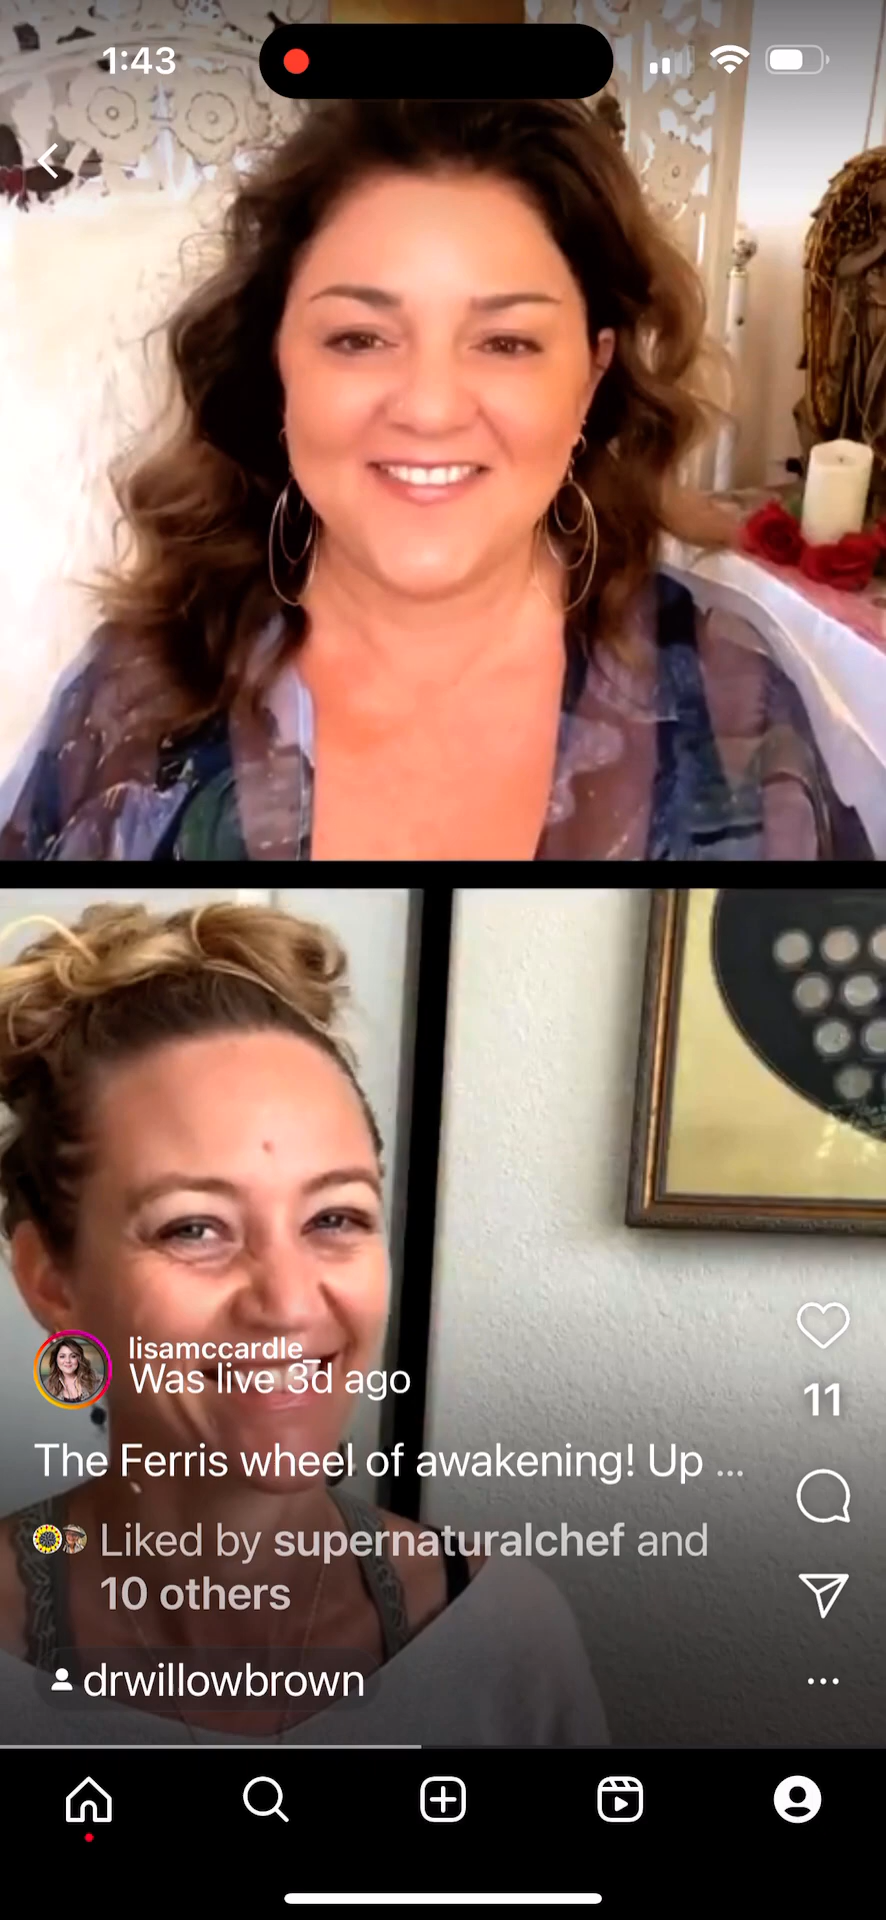 1:43
lisamccardle_
Was live 3d ago
11
The Ferris wheel of awakening! Up ...
Liked by supernaturalchef and
10 others
drwillowbrown